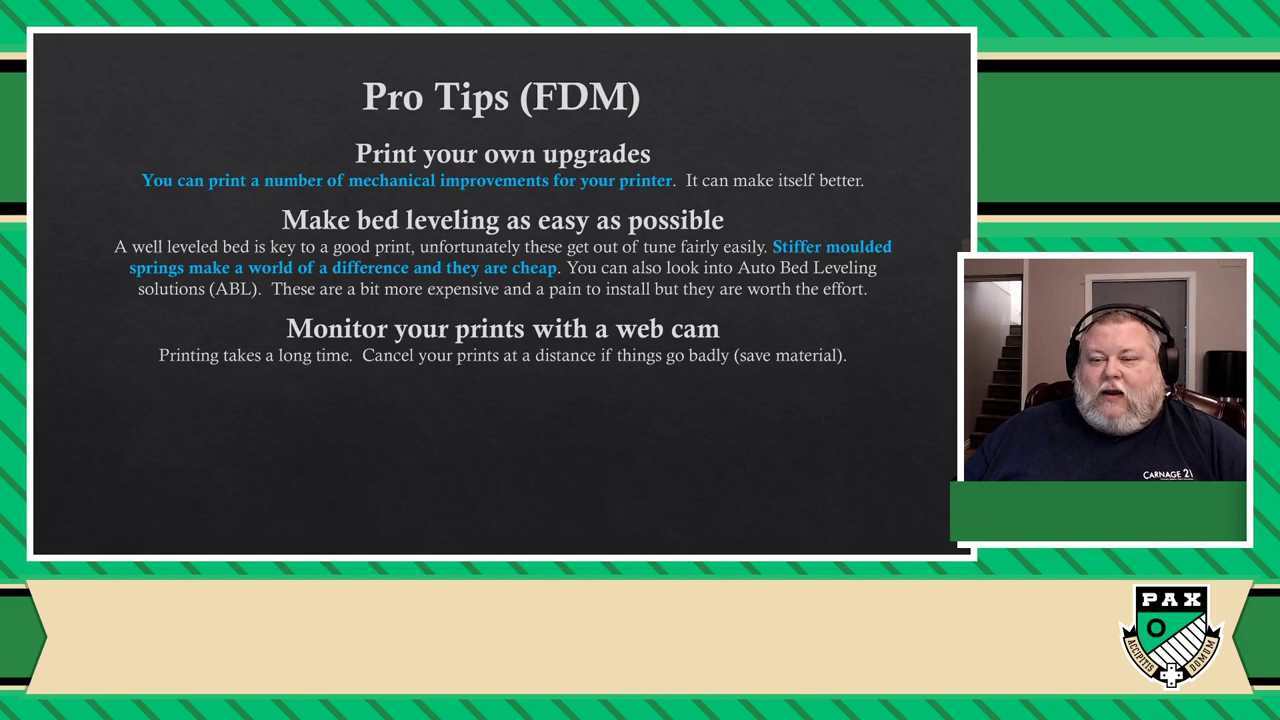 Pro Tips (FDM)
Print your own upgrades
You can print a number of mechanical improvements for your printer.  It can make itself better.
Make bed leveling as easy as possible
A well leveled bed is key to a good print, unfortunately these get out of tune fairly easily. Stiffer moulded
springs make a world of a difference and they are cheap. You can also look into Auto Bed Leveling
solutions (ABL).  These are a bit more expensive and a pain to install but they are worth the effort.
Monitor your prints with a web cam
Printing takes a long time.  Cancel your prints at a distance if things go badly (save material).
CARNAGE 21
PAX
O
ACCIPITIS DOMUM